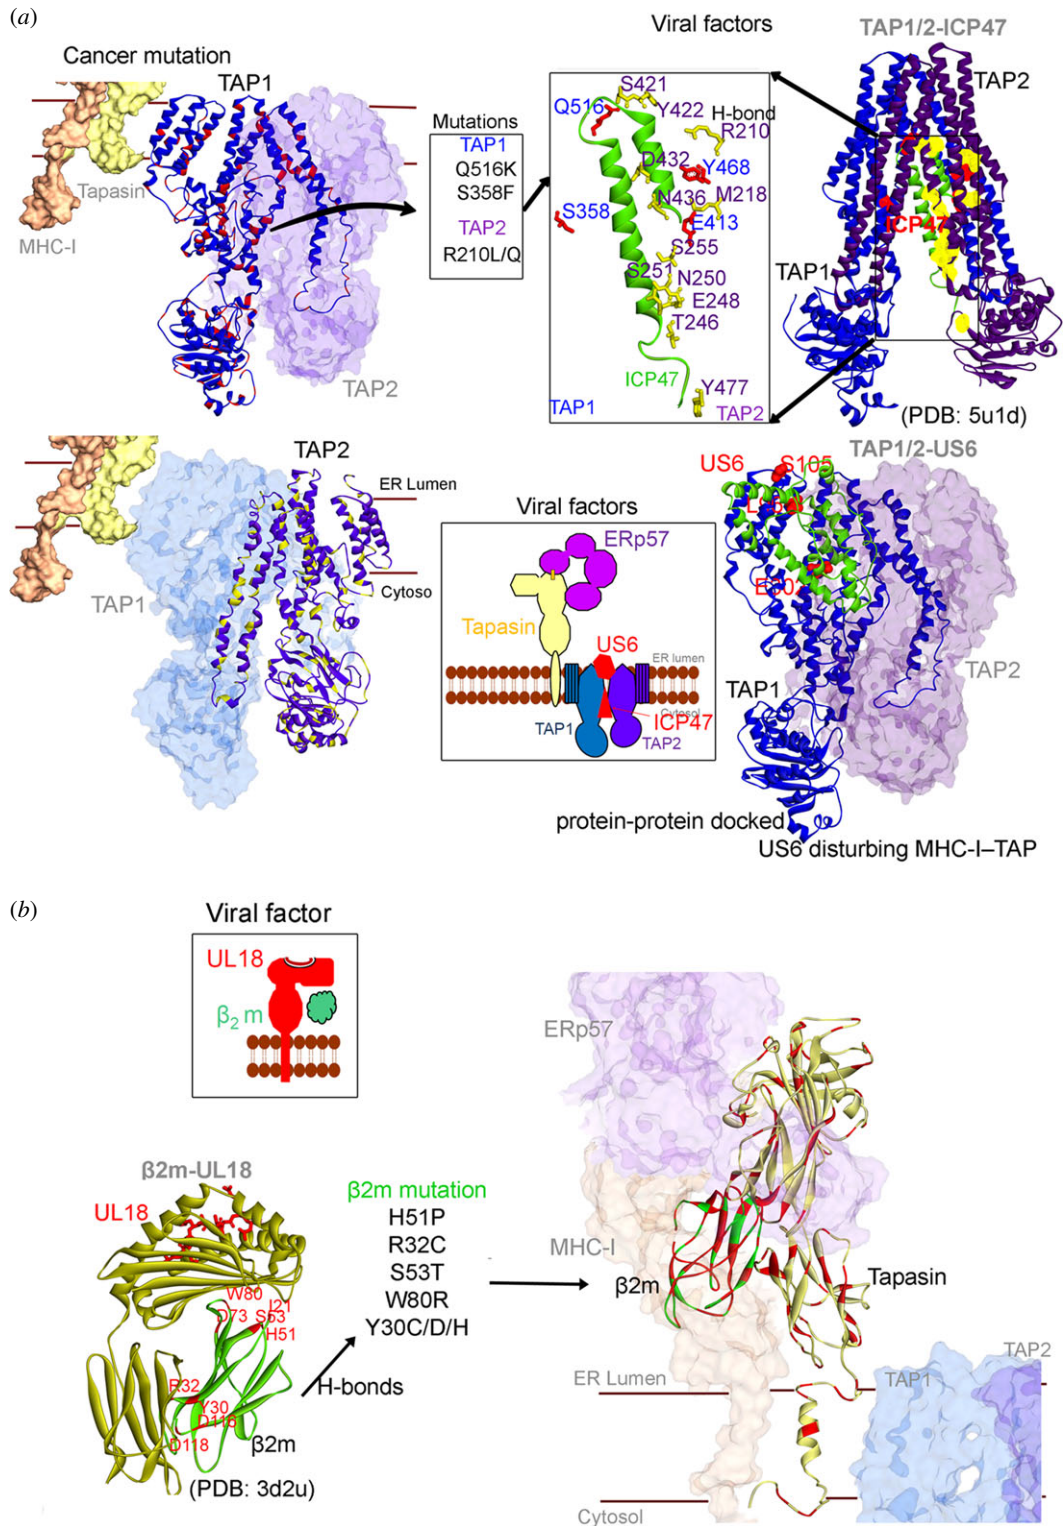 (a)
Cancer mutation
TAP1
Tapasin
MHC-I
TAP2
Mutations
TAP1
Q516K
S358F
TAP2
R210L/Q
Viral factors
S421
Q516
Y422
H-bond
R210
D432
Y468
N436
M218
S358
E413
S255
S251
N250
E248
T246
ICP47
Y477
TAP1
TAP2
TAP1/2-ICP47
TAP2
ICP47
TAP1
(PDB: 5u1d)
TAP2
ER Lumen
TAP1
Cytoso
Viral factors
ERp57
Tapasin
US6
ER lumen
Cytosol
ICP47
TAP1
TAP2
TAP1/2-US6
US6
S105
TAP2
TAP1
protein-protein docked
US6 disturbing MHC-I–TAP
(b)
Viral factor
UL18
β2 m
β2m-UL18
UL18
W80
I21
D73
S53
H51
R32
Y30
D116
D118
H-bonds
β2m
(PDB: 3d2u)
β2m mutation
H51P
R32C
S53T
W80R
Y30C/D/H
ERp57
MHC-I
β2m
Tapasin
TAP2
ER Lumen
TAP1
Cytosol